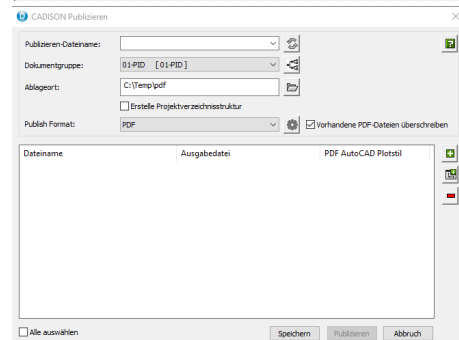 CADISON Publizieren
Publizieren-Dateiname:
Dokumentgruppe: 01-PID [ 01-PID ]
Ablageort: C:\Temp\pdf
Erstelle Projektverzeichnisstruktur
Publish Format: PDF Vorhandene PDF-Dateien überschreiben
Dateiname Ausgabedatei PDF AutoCAD Plotstil
Alle auswählen Speichern Publizieren Abbruch